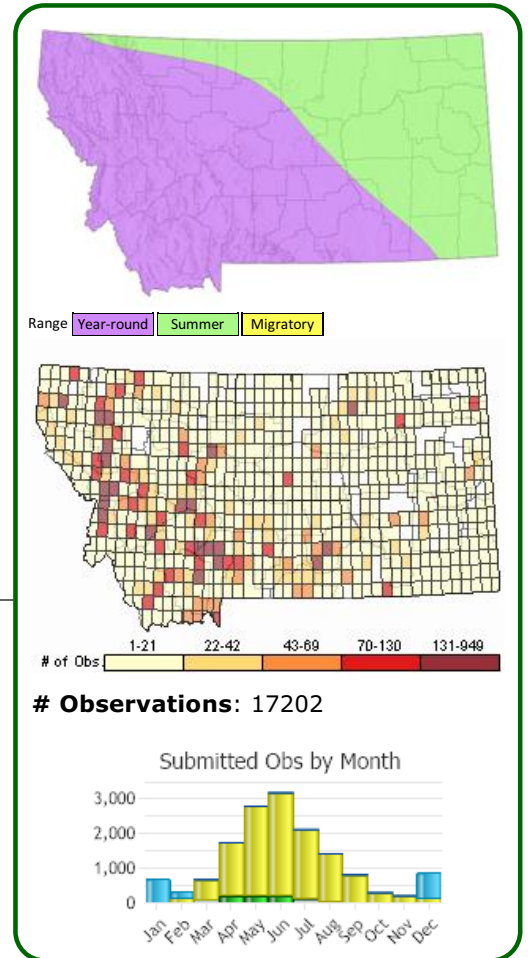 Range Year-round Summer Migratory
1-21 22-42 43-69 70-130 131-949
# of Obs.
# Observations: 17202
Submitted Obs by Month
3,000
2,000
1,000
0
Jan Feb Mar Apr May Jun Jul Aug Sep Oct Nov Dec